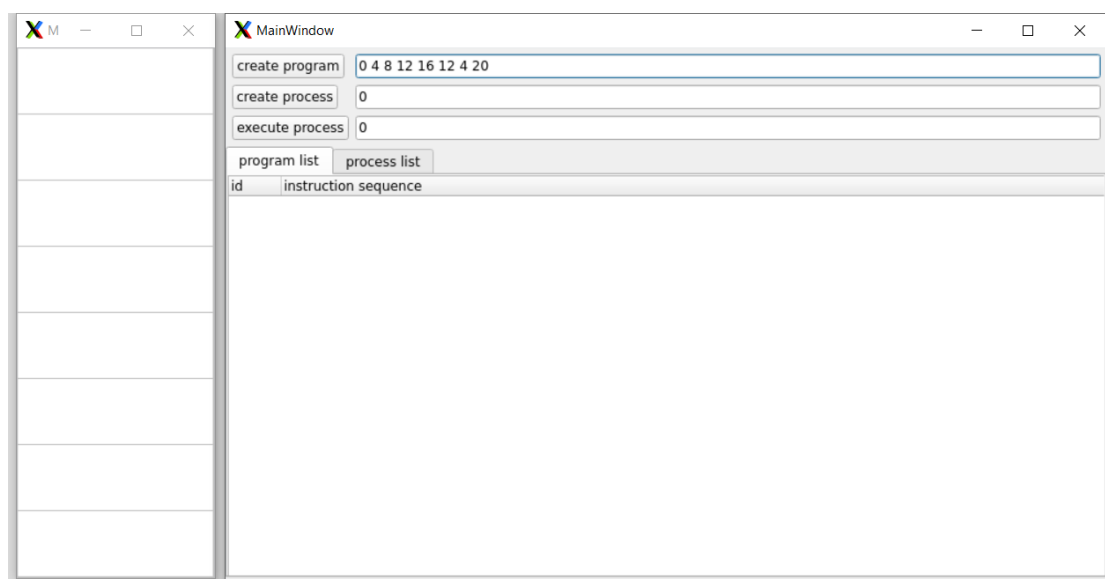 M
MainWindow
create program 0 4 8 12 16 12 4 20
create process 0
execute process 0
program list process list
id instruction sequence